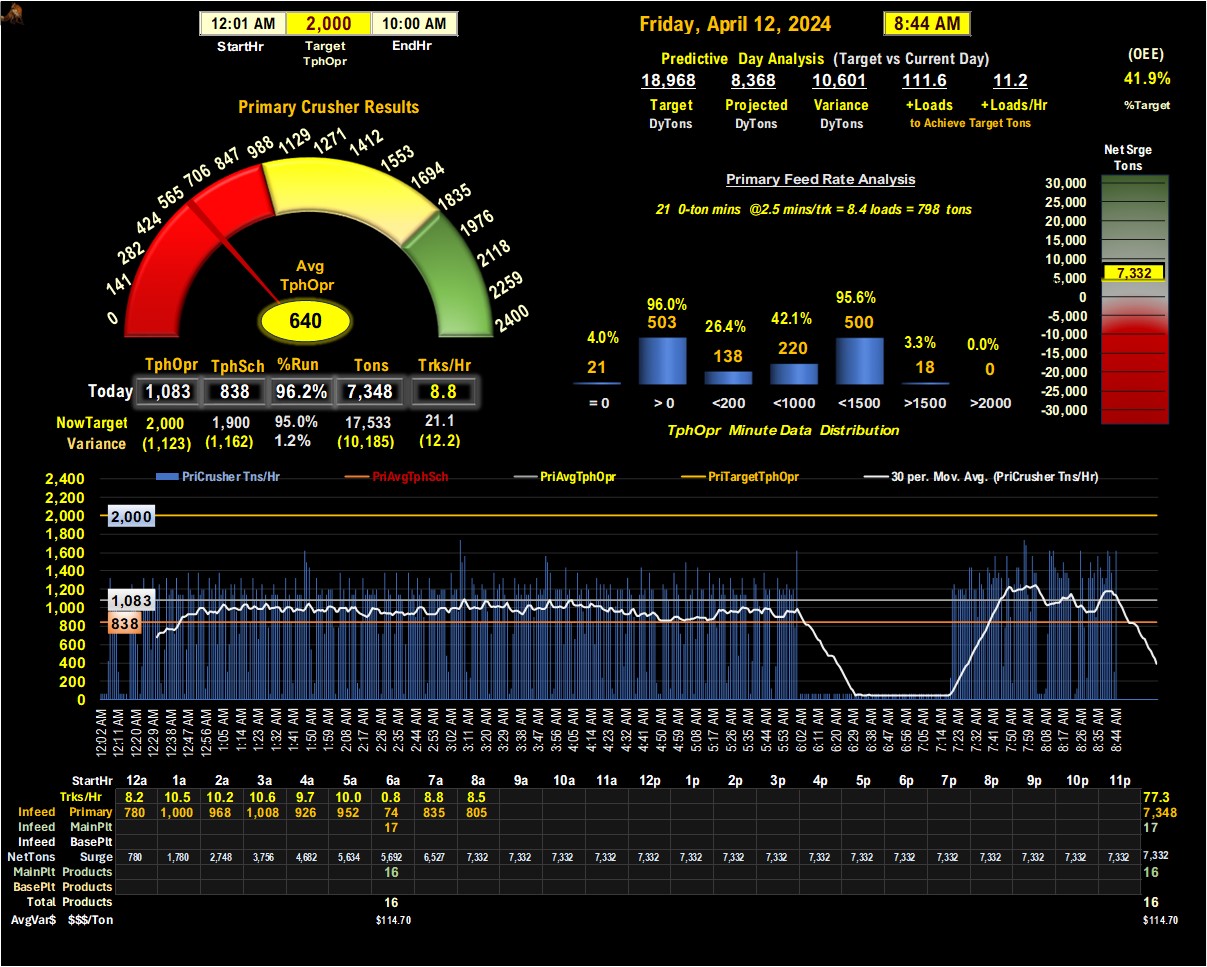 12:01 AM 2,000 10:00 AM
StartHr Target EndHr
TphOpr
Friday, April 12, 2024 8:44 AM
Predictive Day Analysis (Target vs Current Day)
18,968 8,368 10,601 111.6 11.2
Target Projected Variance +Loads +Loads/Hr
DyTons DyTons DyTons to Achieve Target Tons
(OEE)
41.9%
%Target
Primary Crusher Results
0 141 282 424 565 706 847 988 1129 1271 1412 1553 1694 1835 1976 2118 2259 2400
Avg
TphOpr
640
TphOpr TphSch %Run Tons Trks/Hr
Today 1,083 838 96.2% 7,348 8.8
NowTarget 2,000 1,900 95.0% 17,533 21.1
Variance (1,123) (1,162) 1.2% (10,185) (12.2)
Primary Feed Rate Analysis
21 0-ton mins @2.5 mins/trk = 8.4 loads = 798 tons
4.0% 96.0% 26.4% 42.1% 95.6% 3.3% 0.0%
21 503 138 220 500 18 0
= 0 > 0 <200 <1000 <1500 >1500 >2000
TphOpr Minute Data Distribution
Net Srge
Tons
30,000
25,000
20,000
15,000
10,000
5,000
0
-5,000
-10,000
-15,000
-20,000
-25,000
-30,000
7,332
PriCrusher Tns/Hr PriAvgTphSch PriAvgTphOpr PriTargetTphOpr 30 per. Mov. Avg. (PriCrusher Tns/Hr)
2,400
2,200
2,000
1,800
1,600
1,400
1,200
1,000
800
600
400
200
0
2,000
1,083
838
12:02 AM 12:11 AM 12:20 AM 12:29 AM 12:38 AM 12:47 AM 12:56 AM 1:05 AM 1:14 AM 1:23 AM 1:32 AM 1:41 AM 1:50 AM 1:59 AM 2:08 AM 2:17 AM 2:26 AM 2:35 AM 2:44 AM 2:53 AM 3:02 AM 3:11 AM 3:20 AM 3:29 AM 3:38 AM 3:47 AM 3:56 AM 4:05 AM 4:14 AM 4:23 AM 4:32 AM 4:41 AM 4:50 AM 4:59 AM 5:08 AM 5:17 AM 5:26 AM 5:35 AM 5:44 AM 5:53 AM 6:02 AM 6:11 AM 6:20 AM 6:29 AM 6:38 AM 6:47 AM 6:56 AM 7:05 AM 7:14 AM 7:23 AM 7:32 AM 7:41 AM 7:50 AM 7:59 AM 8:08 AM 8:17 AM 8:26 AM 8:35 AM 8:44 AM
StartHr 12a 1a 2a 3a 4a 5a 6a 7a 8a 9a 10a 11a 12p 1p 2p 3p 4p 5p 6p 7p 8p 9p 10p 11p
Trks/Hr 8.2 10.5 10.2 10.6 9.7 10.0 0.8 8.8 8.5 77.3
Infeed Primary 780 1,000 968 1,008 926 952 74 835 805 7,348
Infeed MainPlt 17 17
Infeed BasePlt
NetTons Surge 780 1,780 2,748 3,756 4,682 5,634 5,692 6,527 7,332 7,332 7,332 7,332 7,332 7,332 7,332 7,332 7,332 7,332 7,332 7,332 7,332 7,332 7,332 7,332 7,332
MainPlt Products 16 16
BasePlt Products
Total Products 16 16
AvgVar$ $$$/Ton $114.70 $114.70